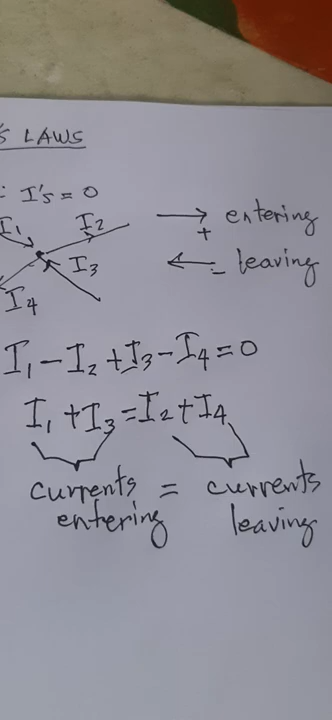 'S LAWS
: I's = 0
I₁ I₂ → + entering
I₃ ← - leaving
I₄
I₁ - I₂ + I₃ - I₄ = 0
I₁ + I₃ = I₂ + I₄
currents = currents
entering leaving